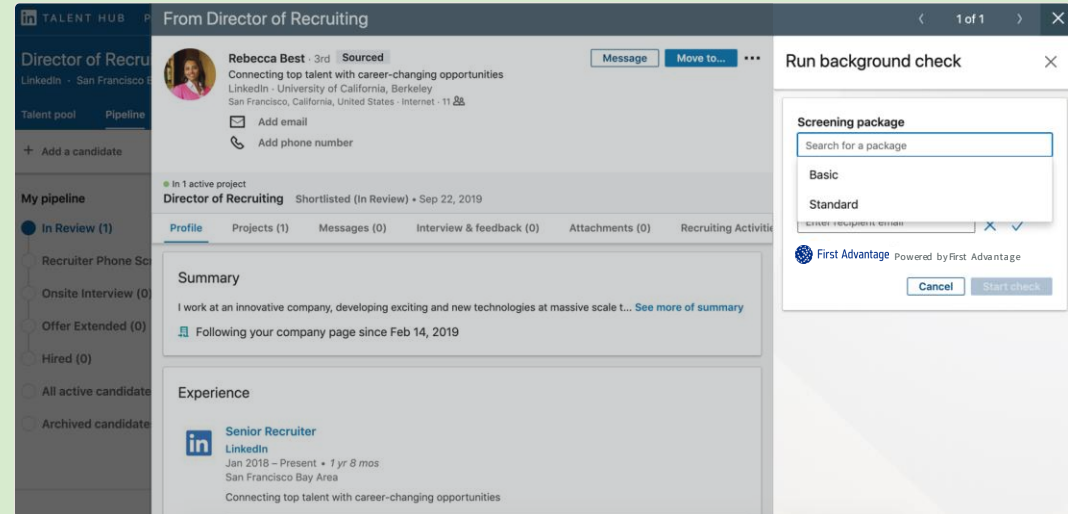 in TALENT HUB P
From Director of Recruiting
1 of 1
Director of Recru
LinkedIn · San Francisco
Talent pool Pipeline
+ Add a candidate
My pipeline
In Review (1)
Recruiter Phone Scr
Onsite Interview (0)
Offer Extended (0)
Hired (0)
All active candidate
Archived candidate
Rebecca Best · 3rd Sourced
Message Move to...
Connecting top talent with career-changing opportunities
LinkedIn · University of California, Berkeley
San Francisco, California, United States · Internet · 11
Add email
Add phone number
In 1 active project
Director of Recruiting Shortlisted (In Review) • Sep 22, 2019
Profile Projects (1) Messages (0) Interview & feedback (0) Attachments (0) Recruiting Activitie
Summary
I work at an innovative company, developing exciting and new technologies at massive scale t... See more of summary
Following your company page since Feb 14, 2019
Experience
in
Senior Recruiter
LinkedIn
Jan 2018 – Present • 1 yr 8 mos
San Francisco Bay Area
Connecting top talent with career-changing opportunities
Run background check
Screening package
Search for a package
Basic
Standard
Enter recipient email
First Advantage Powered by First Advantage
Cancel Start check